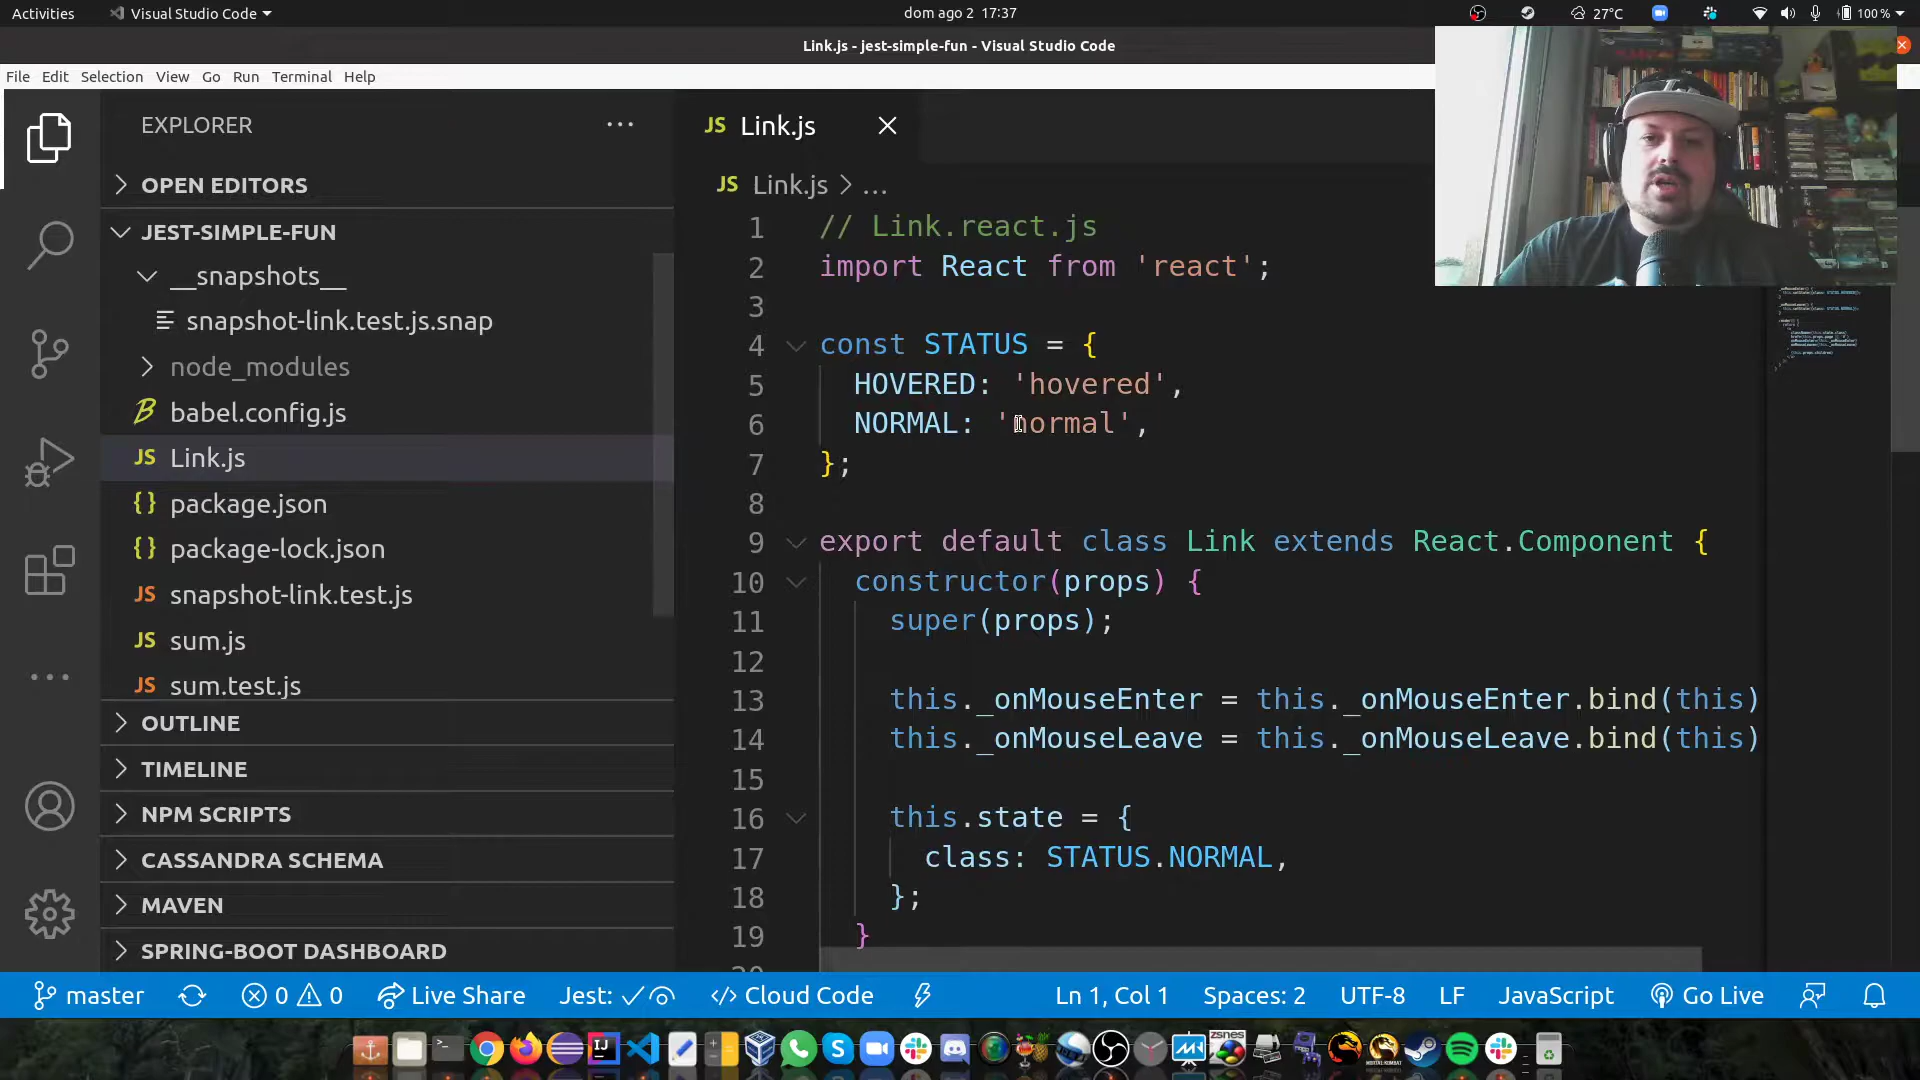 Activities
Visual Studio Code
dom ago 2 17:37
27°C
100 %
Link.js - jest-simple-fun - Visual Studio Code
File Edit Selection View Go Run Terminal Help
EXPLORER
OPEN EDITORS
JEST-SIMPLE-FUN
__snapshots__
snapshot-link.test.js.snap
node_modules
babel.config.js
JS Link.js
{} package.json
{} package-lock.json
JS snapshot-link.test.js
JS sum.js
JS sum.test.js
OUTLINE
TIMELINE
NPM SCRIPTS
CASSANDRA SCHEMA
MAVEN
SPRING-BOOT DASHBOARD
JS Link.js
JS Link.js > ...
1 // Link.react.js
2 import React from 'react';
3
4 const STATUS = {
5 HOVERED: 'hovered',
6 NORMAL: 'normal',
7 };
8
9 export default class Link extends React.Component {
10 constructor(props) {
11 super(props);
12
13 this._onMouseEnter = this._onMouseEnter.bind(this)
14 this._onMouseLeave = this._onMouseLeave.bind(this)
15
16 this.state = {
17 class: STATUS.NORMAL,
18 };
19 }
master
0 0
Live Share
Jest:
Cloud Code
Ln 1, Col 1
Spaces: 2
UTF-8
LF
JavaScript
Go Live